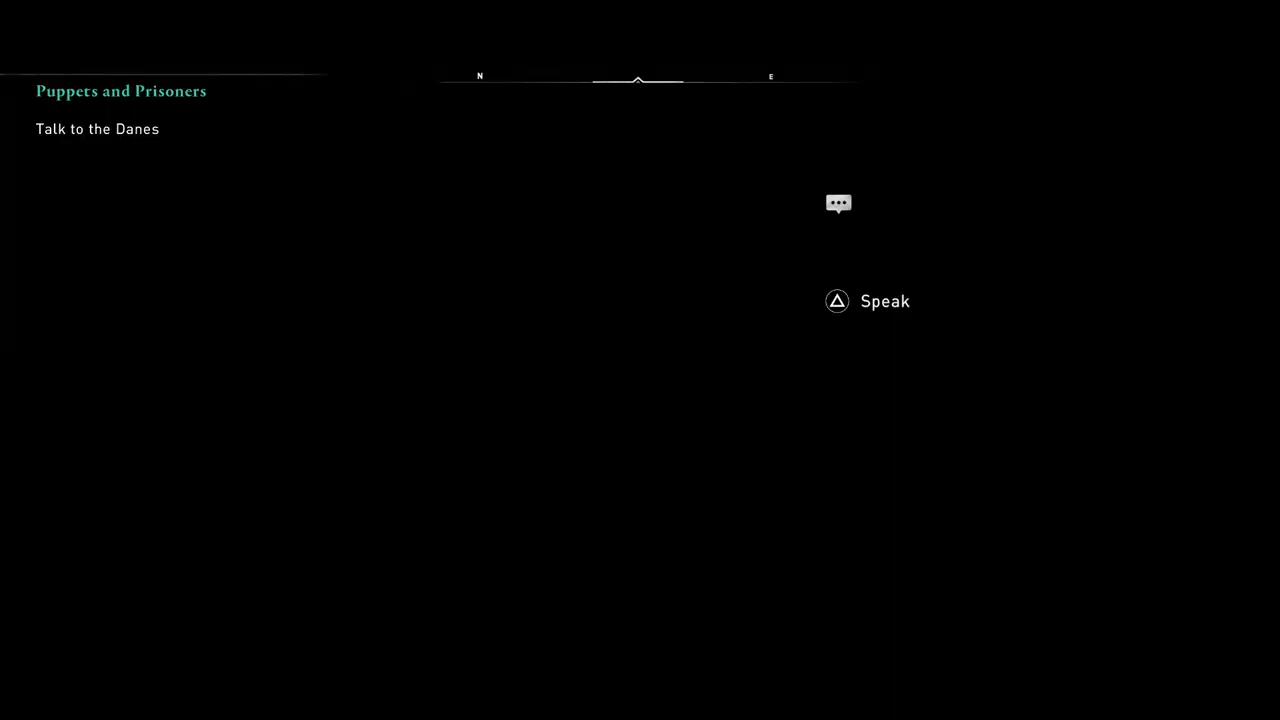 N
E
Puppets and Prisoners
Talk to the Danes
Speak